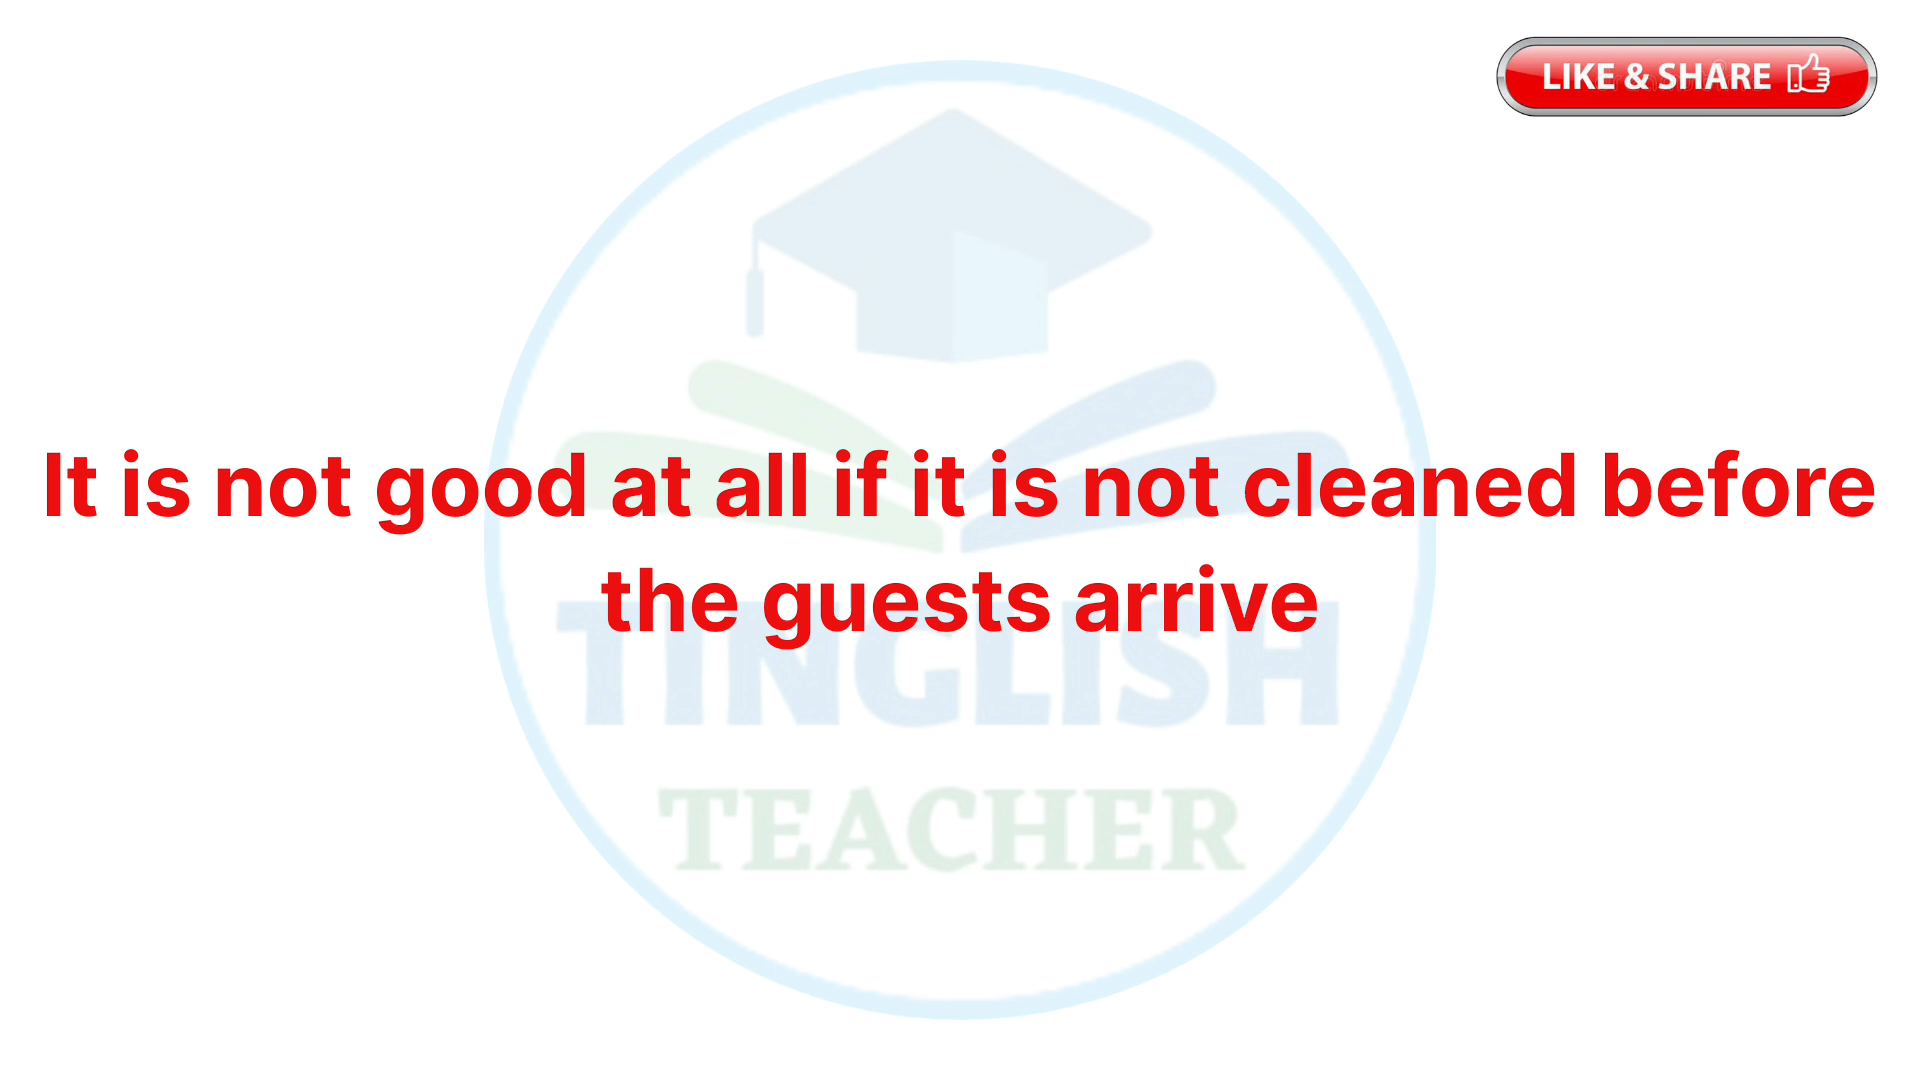 LIKE & SHARE
It is not good at all if it is not cleaned before
the guests arrive
TINGLISH
TEACHER